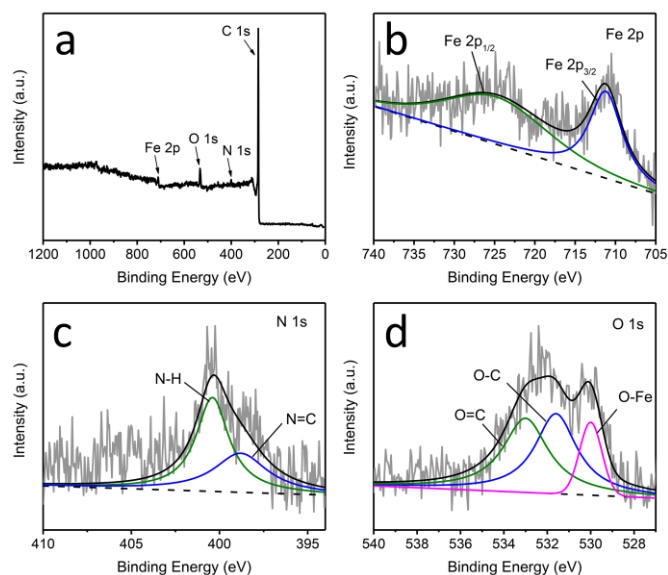 a
C 1s
Fe 2p
O 1s
N 1s
Intensity (a.u.)
1200 1000 800 600 400 200 0
Binding Energy (eV)
b
Fe 2p
Fe 2p1/2
Fe 2p3/2
Intensity (a.u.)
740 735 730 725 720 715 710 705
Binding Energy (eV)
c
N 1s
N-H
N=C
Intensity (a.u.)
410 405 400 395
Binding Energy (eV)
d
O 1s
O-C
O=C
O-Fe
Intensity (a.u.)
540 538 536 534 532 530 528
Binding Energy (eV)